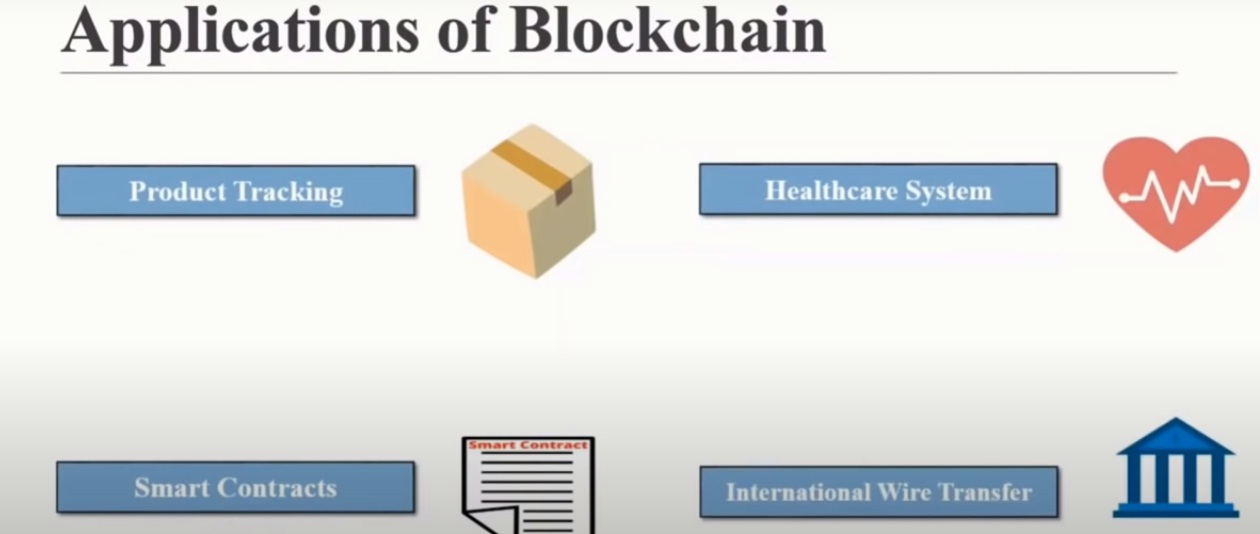 Applications of Blockchain
Product Tracking
Healthcare System
Smart Contracts
Smart Contract
International Wire Transfer